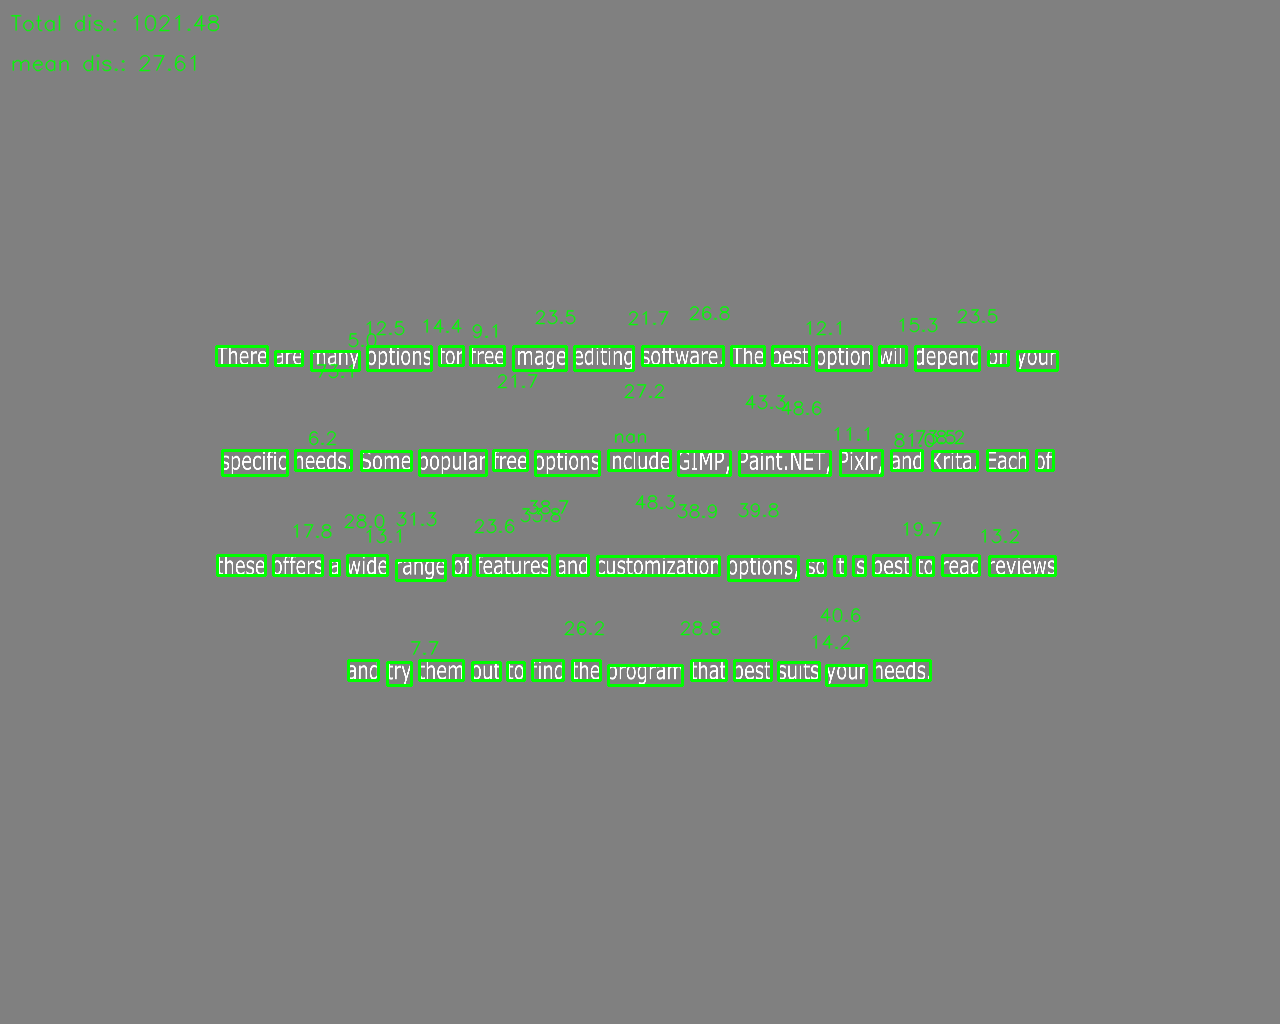 Total dis.: 1021.48
mean dis.: 27.61
5.0 12.5 14.4 9.1 23.5 21.7 26.8 12.1 15.3 23.5
There are many options for free image editing software. The best option will depend on your
21.7 27.2 43.3 48.6
6.2 nan 11.1
specific needs. Some popular free options include GIMP, Paint.NET, Pixlr, and Krita. Each of
17.8 28.0 13.1 31.3 23.6 38.7 48.3 38.9 39.8 19.7 13.2
these offers a wide range of features and customization options, so it's best to read reviews
7.7 26.2 28.8 40.6 14.2
and try them out to find the program that best suits your needs.